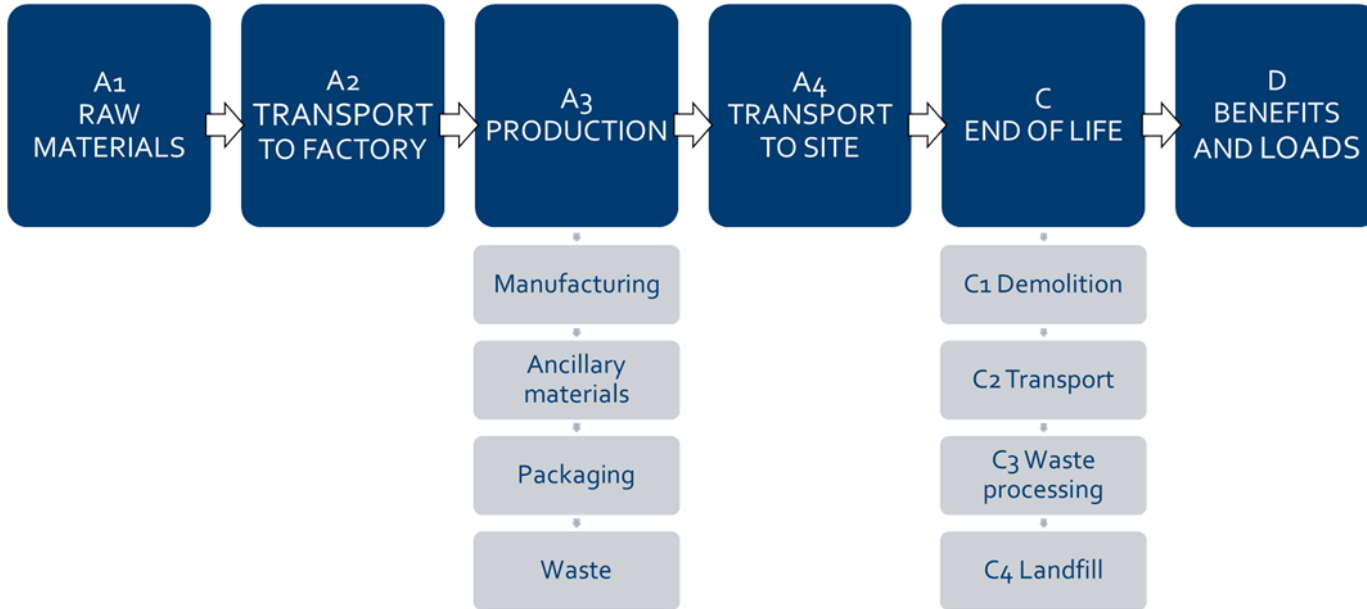 A1
RAW
MATERIALS
A2
TRANSPORT
TO FACTORY
A3
PRODUCTION
A4
TRANSPORT
TO SITE
C
END OF LIFE
D
BENEFITS
AND LOADS
Manufacturing
Ancillary
materials
Packaging
Waste
C1 Demolition
C2 Transport
C3 Waste
processing
C4 Landfill